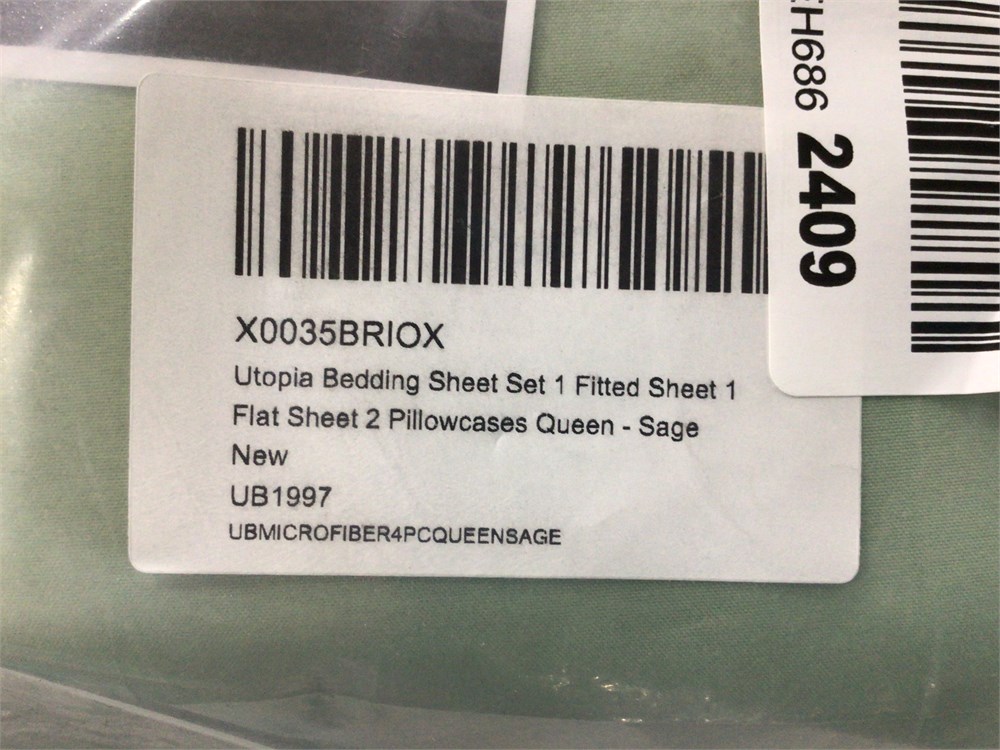 X0035BRIOX
Utopia Bedding Sheet Set 1 Fitted Sheet 1
Flat Sheet 2 Pillowcases Queen - Sage
New
UB1997
UBMICROFIBER4PCQUEENSAGE
EH686 2409